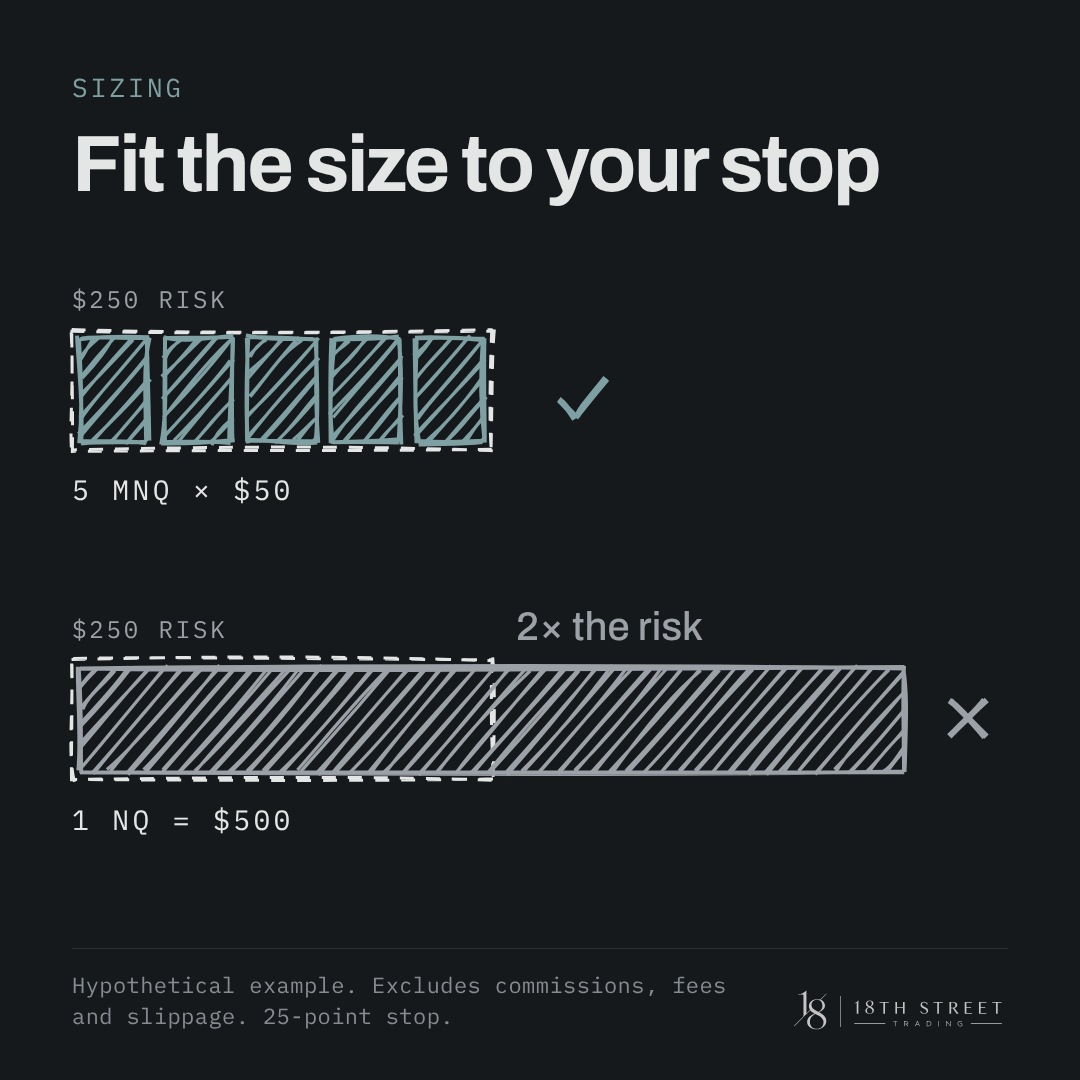 SIZING
Fit the size to your stop
$250 RISK
5 MNQ × $50
$250 RISK
2× the risk
1 NQ = $500
Hypothetical example. Excludes commissions, fees
and slippage. 25-point stop.
18
18TH STREET
TRADING